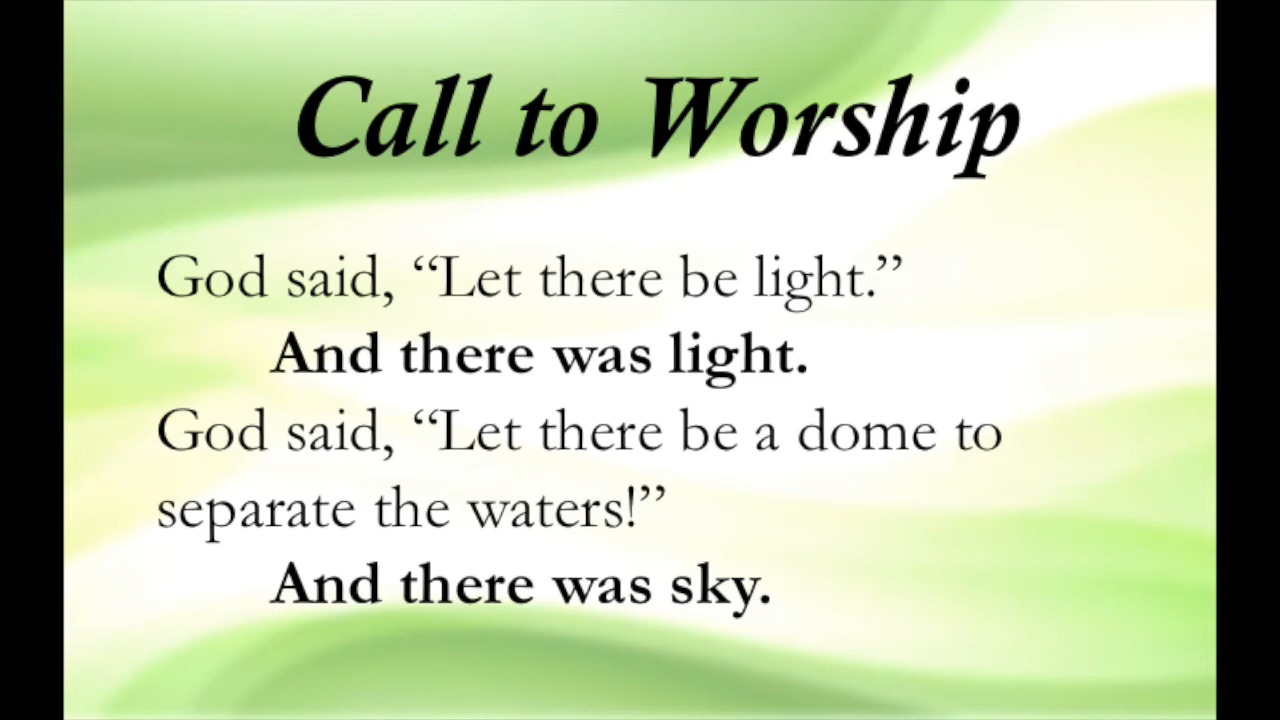 Call to Worship
God said, “Let there be light.”
And there was light.
God said, “Let there be a dome to
separate the waters!”
And there was sky.